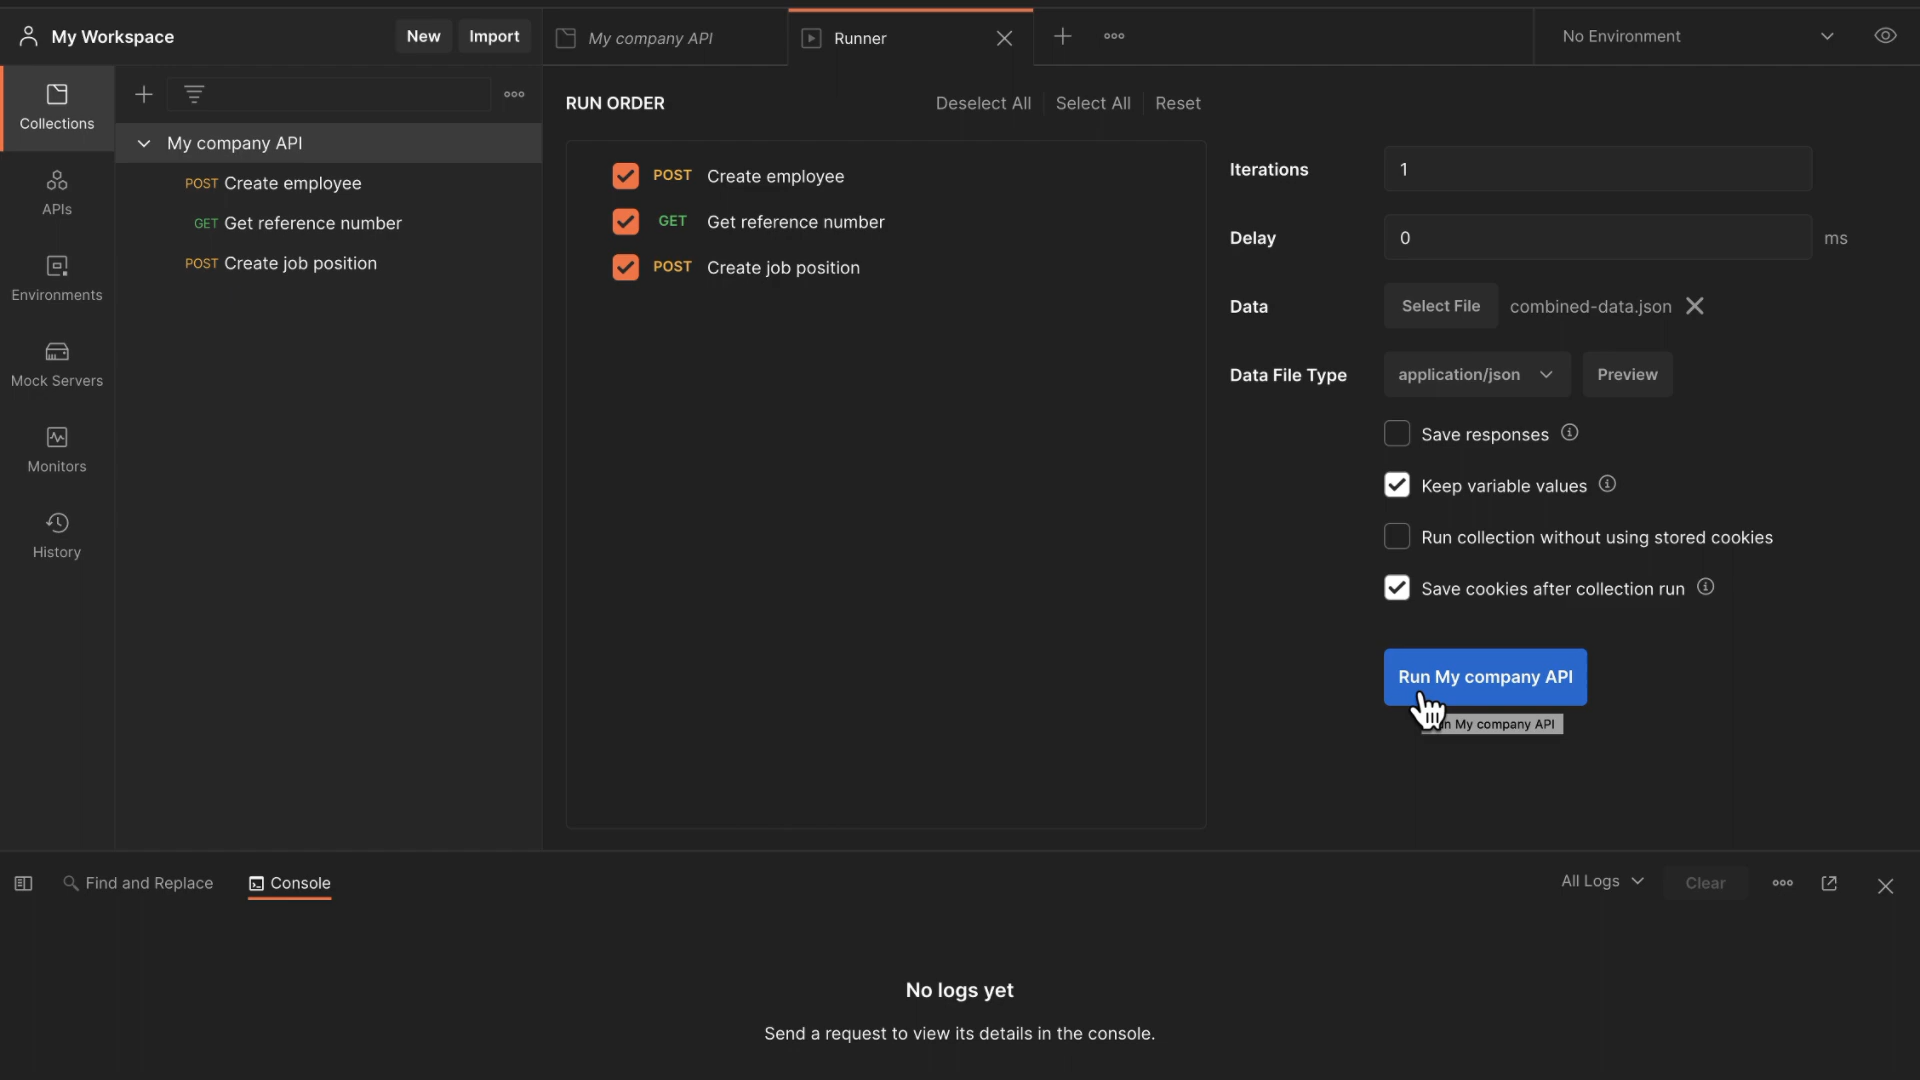 My Workspace
New
Import
My company API
Runner
No Environment
Collections
APIs
Environments
Mock Servers
Monitors
History
My company API
POST Create employee
GET Get reference number
POST Create job position
RUN ORDER
Deselect All
Select All
Reset
POST Create employee
GET Get reference number
POST Create job position
Iterations
1
Delay
0
ms
Data
Select File
combined-data.json
Data File Type
application/json
Preview
Save responses
Keep variable values
Run collection without using stored cookies
Save cookies after collection run
Run My company API
My company API
Find and Replace
Console
All Logs
Clear
No logs yet
Send a request to view its details in the console.